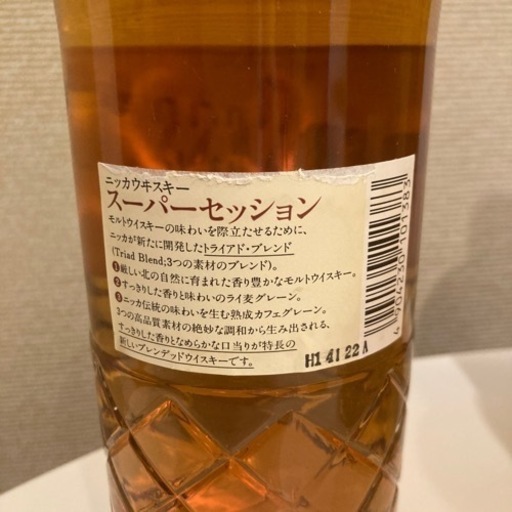 ニッカウヰスキー
スーパーセッション
モルトウイスキーの味わいを際立たせるために、
ニッカが新たに開発したトライアド・ブレンド
(Triad Blend;3つの素材のブレンド)。
❶厳しい北の自然に育まれた香り豊かなモルトウイスキー。
❷すっきりした香りと味わいのライ麦グレーン。
❸ニッカ伝統の味わいを生む熟成カフェグレーン。
3つの高品質素材の絶妙な調和から生み出される、
すっきりした香りとなめらかな口当りが特長の
新しいブレンデッドウイスキーです。
4 904230 101383